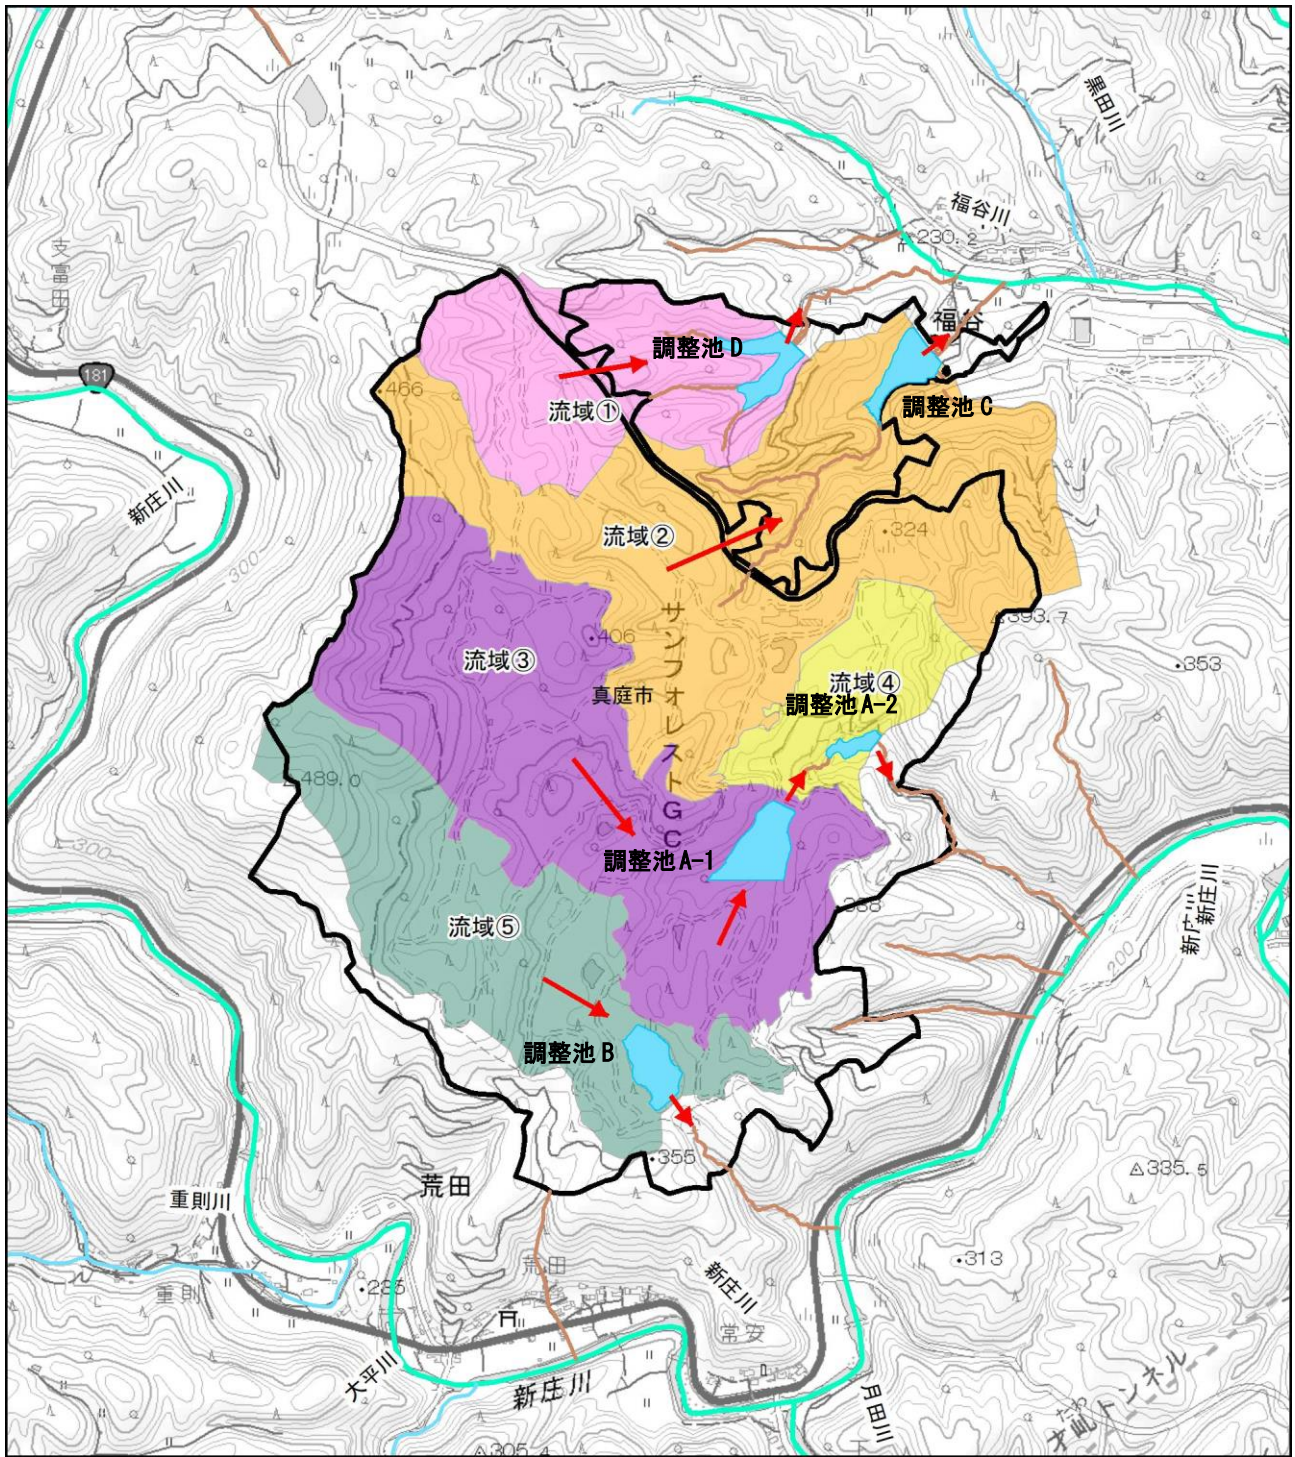 黒田川
福谷川
230.2
支富田
福谷
調整池D
181
466
流域①
調整池C
新庄川
流域②
324
300
サンフォレストGC
393.7
406
流域③
353
真庭市
流域④
調整池A-2
489.0
300
調整池A-1
388
新庄川
新庄川
流域⑤
200
調整池B
355
335.5
荒田
重則川
荒田
313
新庄川
重則
235
常安
大平川
新庄川
月田川
トンネル
305.4